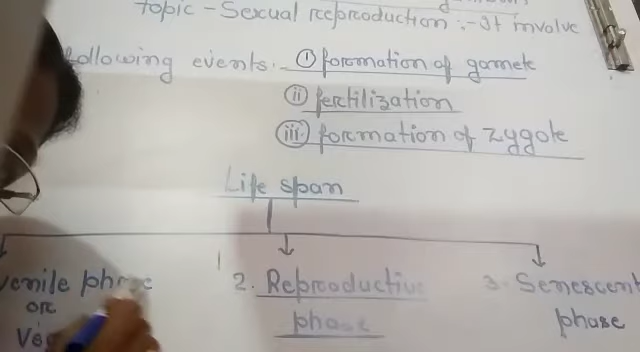 topic - Sexual reproduction :- It involve
following events :- (i) formation of gamete
(ii) fertilization
(iii) formation of zygote
Life span
phase
or
2. Reproductive
phase
3. Senescent
phase